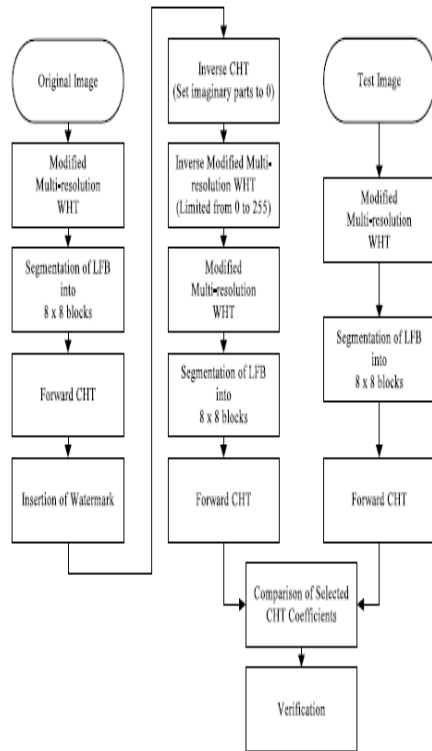 Original Image
Modified
Multi-resolution
WHT
Segmentation of LFB
into
8 x 8 blocks
Forward CHT
Insertion of Watermark
Inverse CHT
(Set imaginary parts to 0)
Inverse Modified Multi-
resolution WHT
(Limited from 0 to 255)
Modified
Multi-resolution
WHT
Segmentation of LFB
into
8 x 8 blocks
Forward CHT
Test Image
Modified
Multi-resolution
WHT
Segmentation of LFB
into
8 x 8 blocks
Forward CHT
Comparison of Selected
CHT Coefficients
Verification